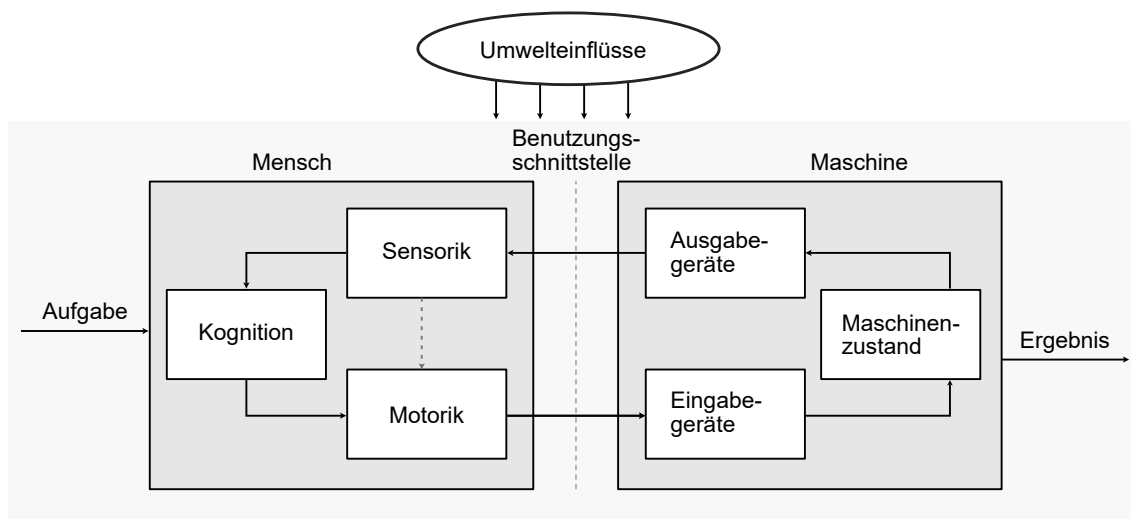 Umwelteinflüsse
Benutzungs-
schnittstelle
Mensch
Maschine
Sensorik
Ausgabe-
geräte
Aufgabe
Kognition
Maschinen-
zustand
Ergebnis
Motorik
Eingabe-
geräte